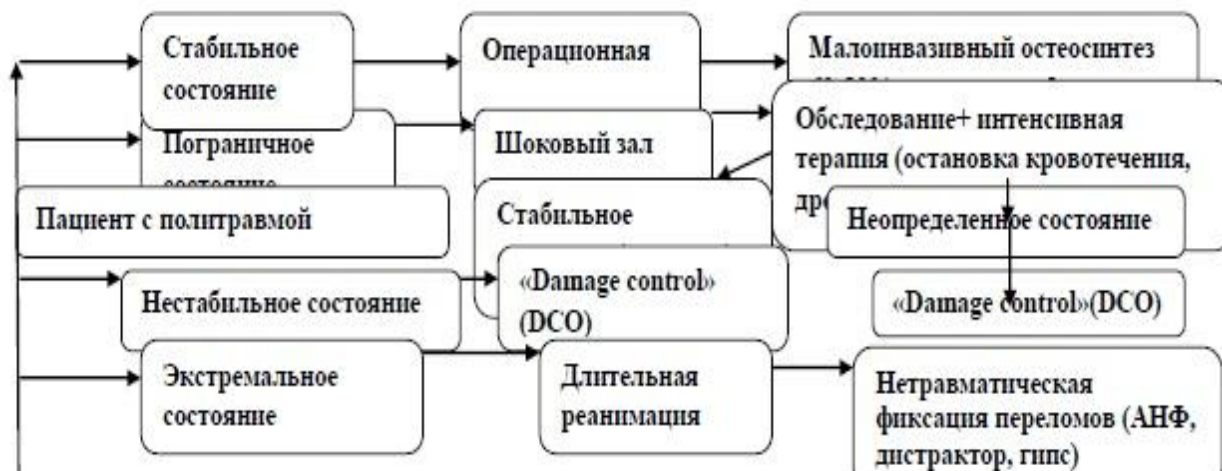 Стабильное
состояние
Операционная
Малоинвазивный остеосинтез
Пограничное
состояние
Шоковый зал
Обследование+ интенсивная
терапия (остановка кровотечения,
Пациент с политравмой
Стабильное
Неопределенное состояние
Нестабильное состояние
«Damage control»
(DCO)
«Damage control»(DCO)
Экстремальное
состояние
Длительная
реанимация
Нетравматическая
фиксация переломов (АНФ,
дистрактор, гипс)